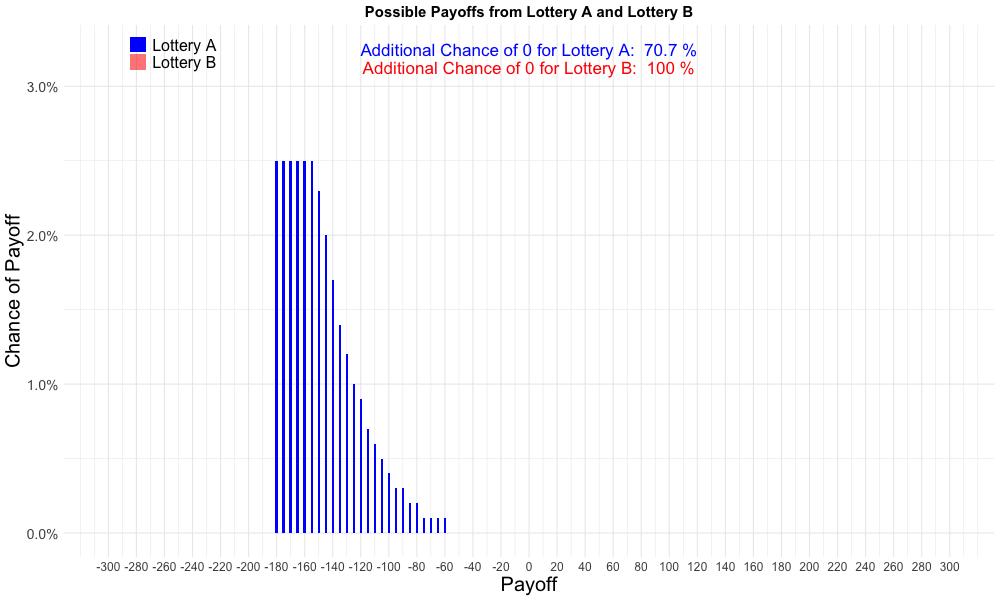 Possible Payoffs from Lottery A and Lottery B
Lottery A
Lottery B
Additional Chance of 0 for Lottery A: 70.7 %
Additional Chance of 0 for Lottery B: 100 %
Chance of Payoff
3.0%
2.0%
1.0%
0.0%
-300 -280 -260 -240 -220 -200 -180 -160 -140 -120 -100 -80 -60 -40 -20 0 20 40 60 80 100 120 140 160 180 200 220 240 260 280 300
Payoff